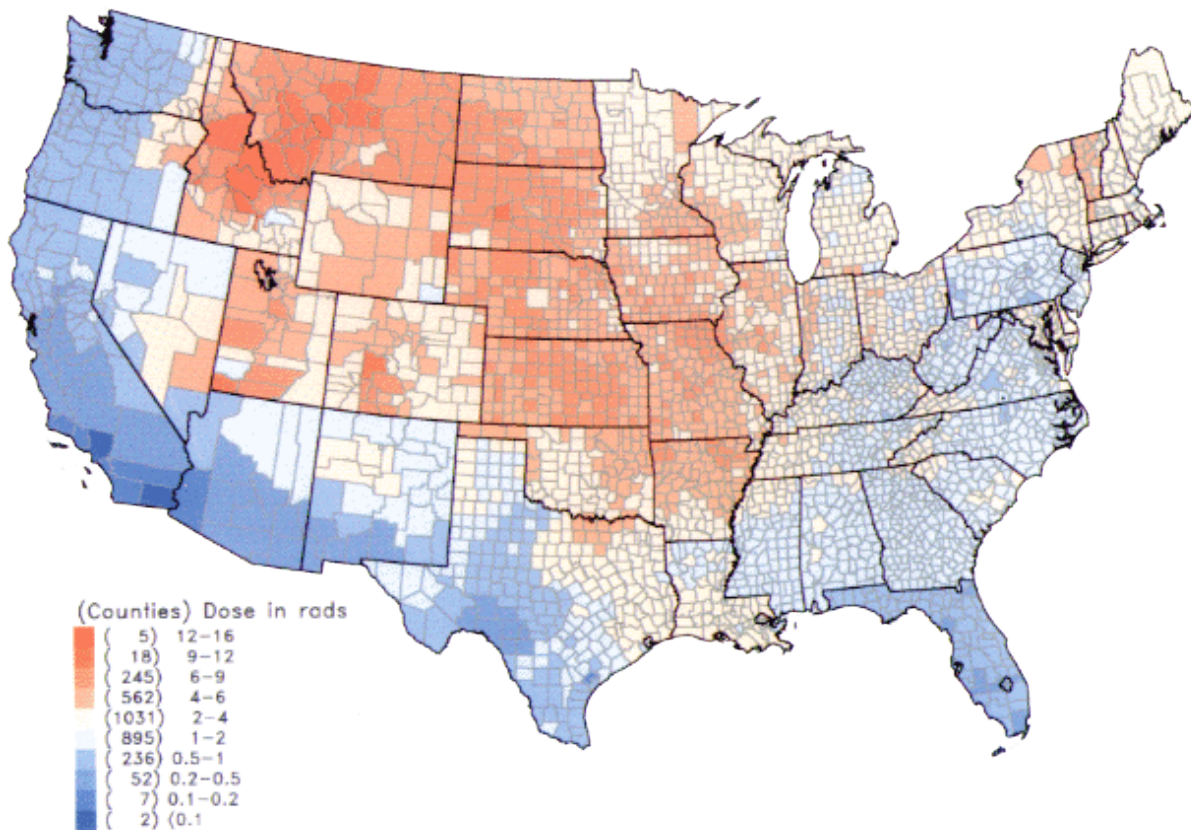 (Counties) Dose in rads
( 5) 12-16
( 18) 9-12
( 245) 6-9
( 562) 4-6
(1031) 2-4
( 895) 1-2
( 236) 0.5-1
( 52) 0.2-0.5
( 7) 0.1-0.2
( 2) (0.1